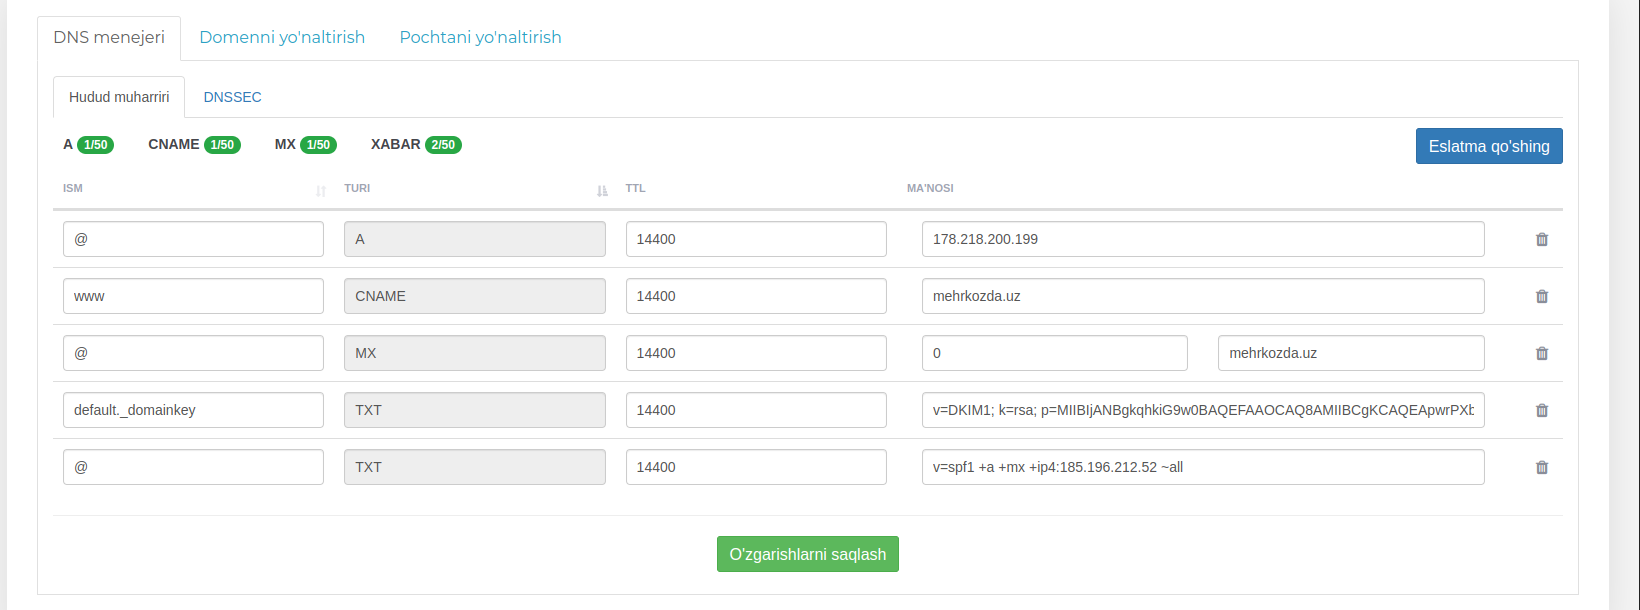 DNS menejeri Domenni yo'naltirish Pochtani yo'naltirish
Hudud muharriri DNSSEC
A 1/50 CNAME 1/50 MX 1/50 XABAR 2/50 Eslatma qo'shing
ISM TURI TTL MA'NOSI
@ A 14400 178.218.200.199
www CNAME 14400 mehrkozda.uz
@ MX 14400 0 mehrkozda.uz
default._domainkey TXT 14400 v=DKIM1; k=rsa; p=MIIBIjANBgkqhkiG9w0BAQEFAAOCAQ8AMIIBCgKCAQEApwrPXb
@ TXT 14400 v=spf1 +a +mx +ip4:185.196.212.52 ~all
O'zgarishlarni saqlash